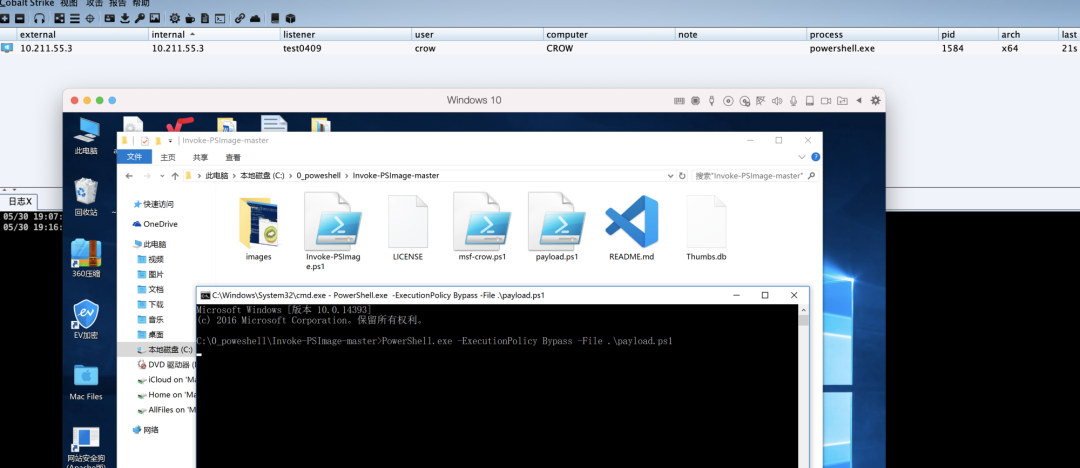 Cobalt Strike 视图 攻击 报告 帮助
external internal listener user computer note process pid arch last
10.211.55.3 10.211.55.3 test0409 crow CROW powershell.exe 1584 x64 21s
Windows 10
此电脑
Invoke-PSImage-master
文件 主页 共享 查看
此电脑 本地磁盘 (C:) 0_poweshell Invoke-PSImage-master
搜索"Invoke-PSImage-master"
日志X
05/30 19:07:
05/30 19:16:
回收站
360压缩
EV加密
Mac Files
网站安全狗
(Apache版)
快速访问
OneDrive
此电脑
视频
图片
文档
下载
音乐
桌面
本地磁盘 (C:)
DVD 驱动器 (
iCloud on 'Ma
Home on 'Mac
AllFiles on 'M
网络
images
Invoke-PSImage.ps1
LICENSE
msf-crow.ps1
payload.ps1
README.md
Thumbs.db
C:\Windows\System32\cmd.exe - PowerShell.exe -ExecutionPolicy Bypass -File .\payload.ps1
Microsoft Windows [版本 10.0.14393]
(c) 2016 Microsoft Corporation。保留所有权利。
C:\0_poweshell\Invoke-PSImage-master>PowerShell.exe -ExecutionPolicy Bypass -File .\payload.ps1